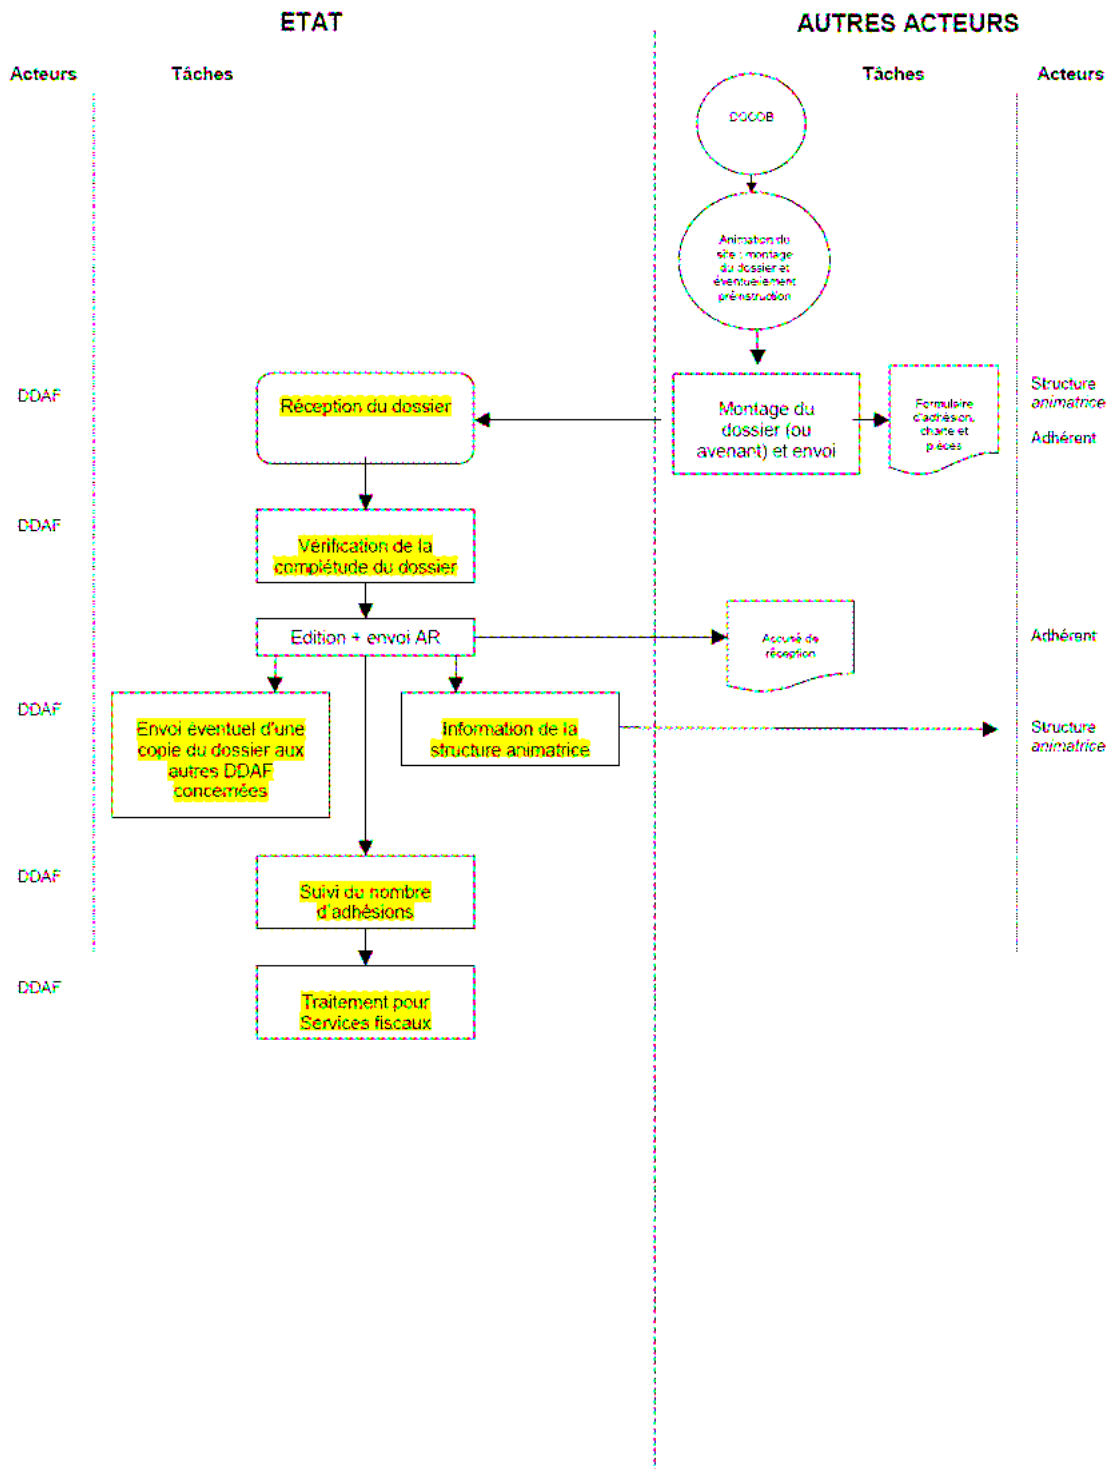 ETAT
AUTRES ACTEURS
Acteurs
Tâches
Tâches
Acteurs
Animation du
site : montage
du dossier et
éventuellement
préinstruction
DDAF
Réception du dossier
Montage du
dossier (ou
avenant) et envoi
Formulaire
d'adhésion,
charte et
pièces
Structure
animatrice
Adhérent
DDAF
Vérification de la
complétude du dossier
Edition + envoi AR
Accusé de
réception
Adhérent
DDAF
Envoi éventuel d'une
copie du dossier aux
autres DDAF
concernées
Information de la
structure animatrice
Structure
animatrice
DDAF
Suivi du nombre
d'adhésions
DDAF
Traitement pour
Services fiscaux